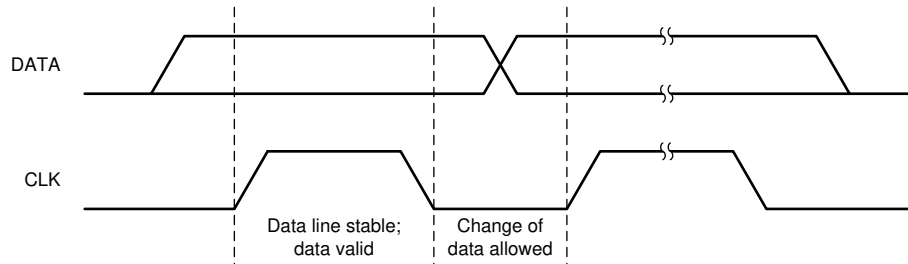 DATA
CLK
Data line stable;
data valid
Change of
data allowed